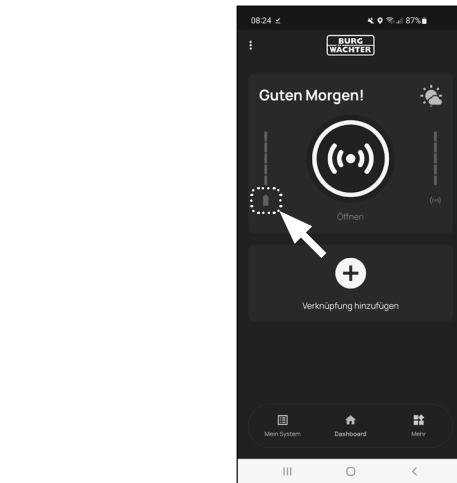 08:24
87%
BURG
WÄCHTER
Guten Morgen!
Öffnen
Verknüpfung hinzufügen
Mein System
Dashboard
Mehr